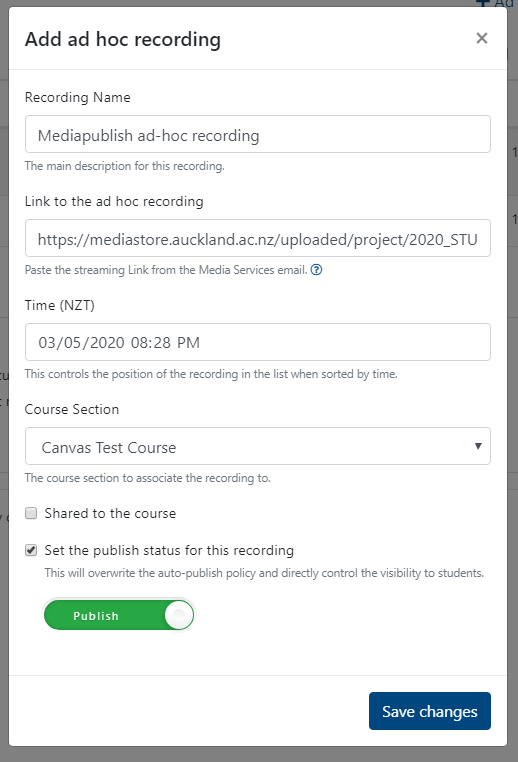 Add ad hoc recording ×
Recording Name
Mediapublish ad-hoc recording
The main description for this recording.
Link to the ad hoc recording
https://mediastore.auckland.ac.nz/uploaded/project/2020_STU
Paste the streaming Link from the Media Services email.
Time (NZT)
03/05/2020 08:28 PM
This controls the position of the recording in the list when sorted by time.
Course Section
Canvas Test Course
The course section to associate the recording to.
Shared to the course
Set the publish status for this recording
This will overwrite the auto-publish policy and directly control the visibility to students.
Publish
Save changes